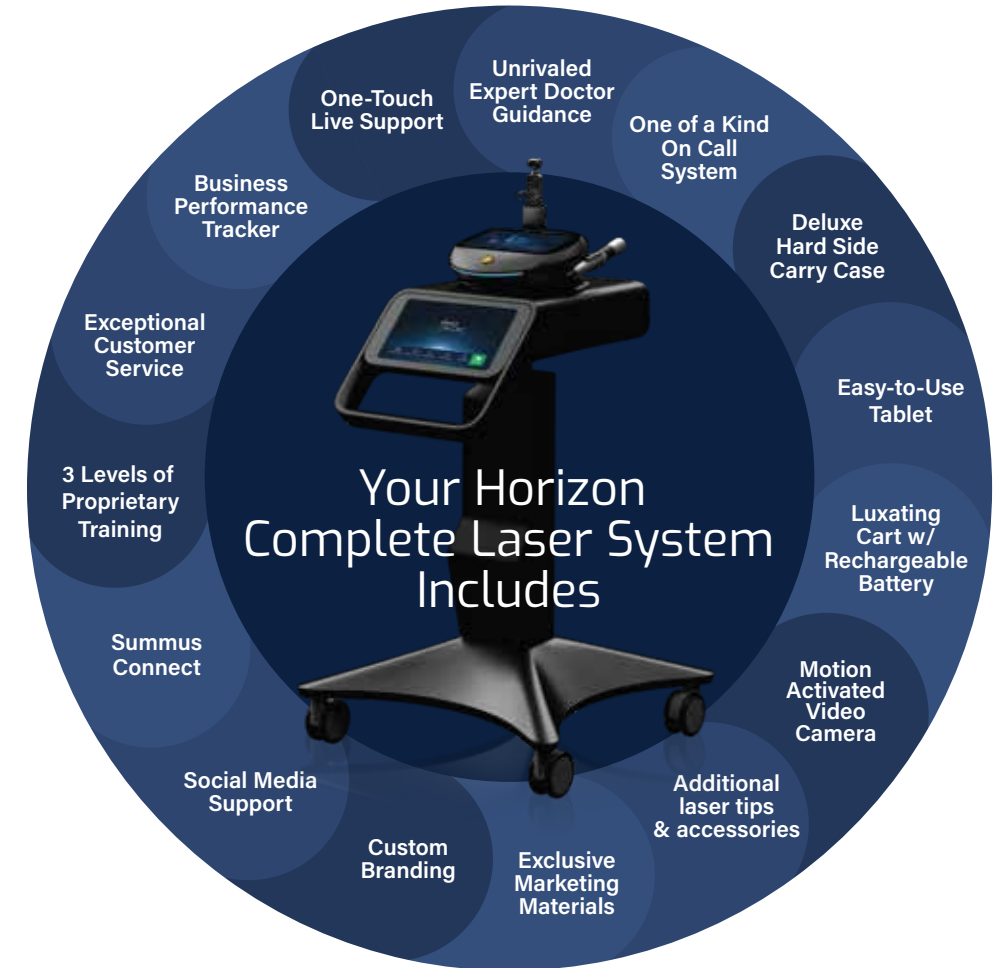 Unrivaled
Expert Doctor
Guidance
One of a Kind
On Call
System
Deluxe
Hard Side
Carry Case
Easy-to-Use
Tablet
Luxating
Cart w/
Rechargeable
Battery
Motion
Activated
Video
Camera
Additional
laser tips
& accessories
Exclusive
Marketing
Materials
Custom
Branding
Social Media
Support
Summus
Connect
3 Levels of
Proprietary
Training
Exceptional
Customer
Service
Business
Performance
Tracker
One-Touch
Live Support
Your Horizon
Complete Laser System
Includes